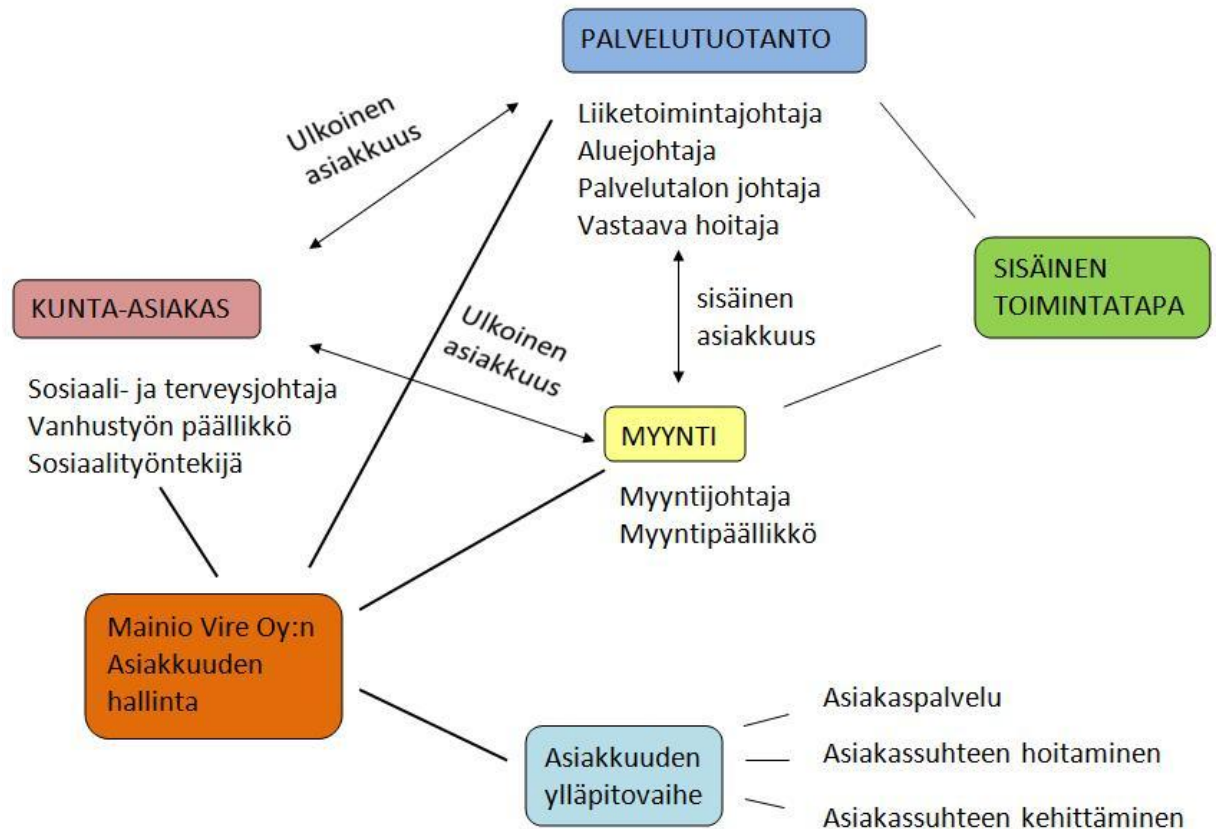 PALVELUTUOTANTO
Liiketoimintajohtaja
Aluejohtaja
Palvelutalon johtaja
Vastaava hoitaja
Ulkoinen
asiakkuus
KUNTA-ASIAKAS
Sosiaali- ja terveysjohtaja
Vanhustyön päällikkö
Sosiaalityöntekijä
Ulkoinen
asiakkuus
sisäinen
asiakkuus
SISÄINEN
TOIMINTATAPA
MYYNTI
Myyntijohtaja
Myyntipäällikkö
Mainio Vire Oy:n
Asiakkuuden
hallinta
Asiakkuuden
ylläpitovaihe
Asiakaspalvelu
Asiakassuhteen hoitaminen
Asiakassuhteen kehittäminen